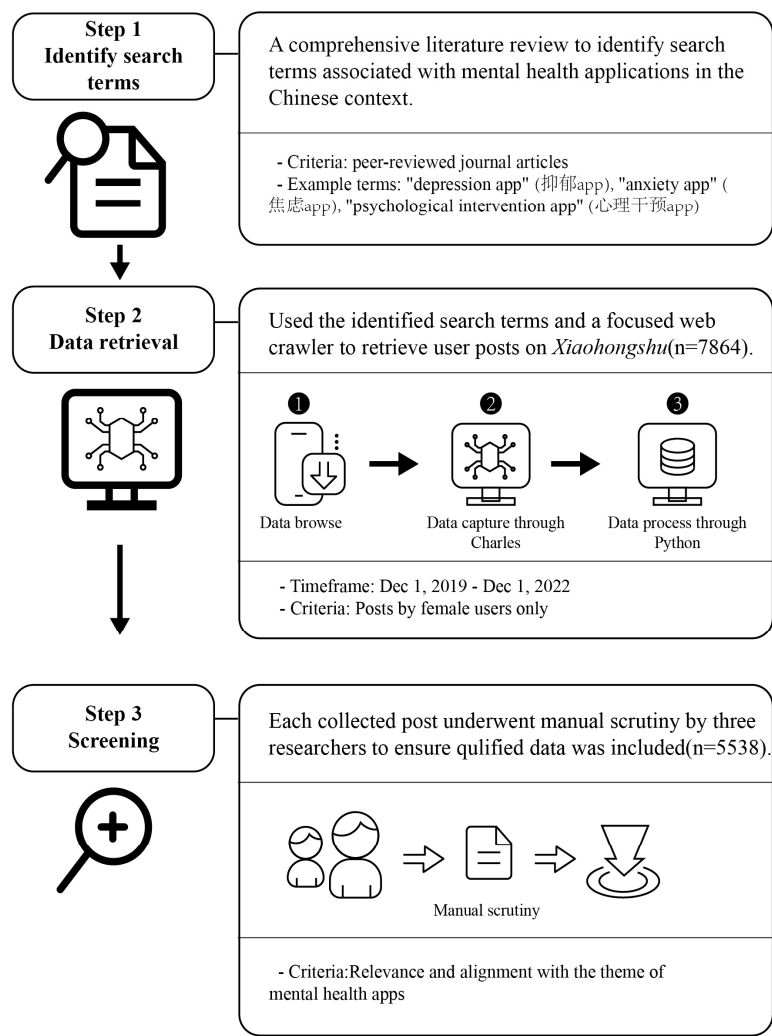 Step 1
Identify search
terms
A comprehensive literature review to identify search
terms associated with mental health applications in the
Chinese context.
- Criteria: peer-reviewed journal articles
- Example terms: "depression app" (抑郁app), "anxiety app" (
焦虑app), "psychological intervention app" (心理干预app)
Step 2
Data retrieval
Used the identified search terms and a focused web
crawler to retrieve user posts on Xiaohongshu(n=7864).
1
2
3
Data browse
Data capture through
Charles
Data process through
Python
- Timeframe: Dec 1, 2019 - Dec 1, 2022
- Criteria: Posts by female users only
Step 3
Screening
Each collected post underwent manual scrutiny by three
researchers to ensure qulified data was included(n=5538).
Manual scrutiny
- Criteria:Relevance and alignment with the theme of
mental health apps